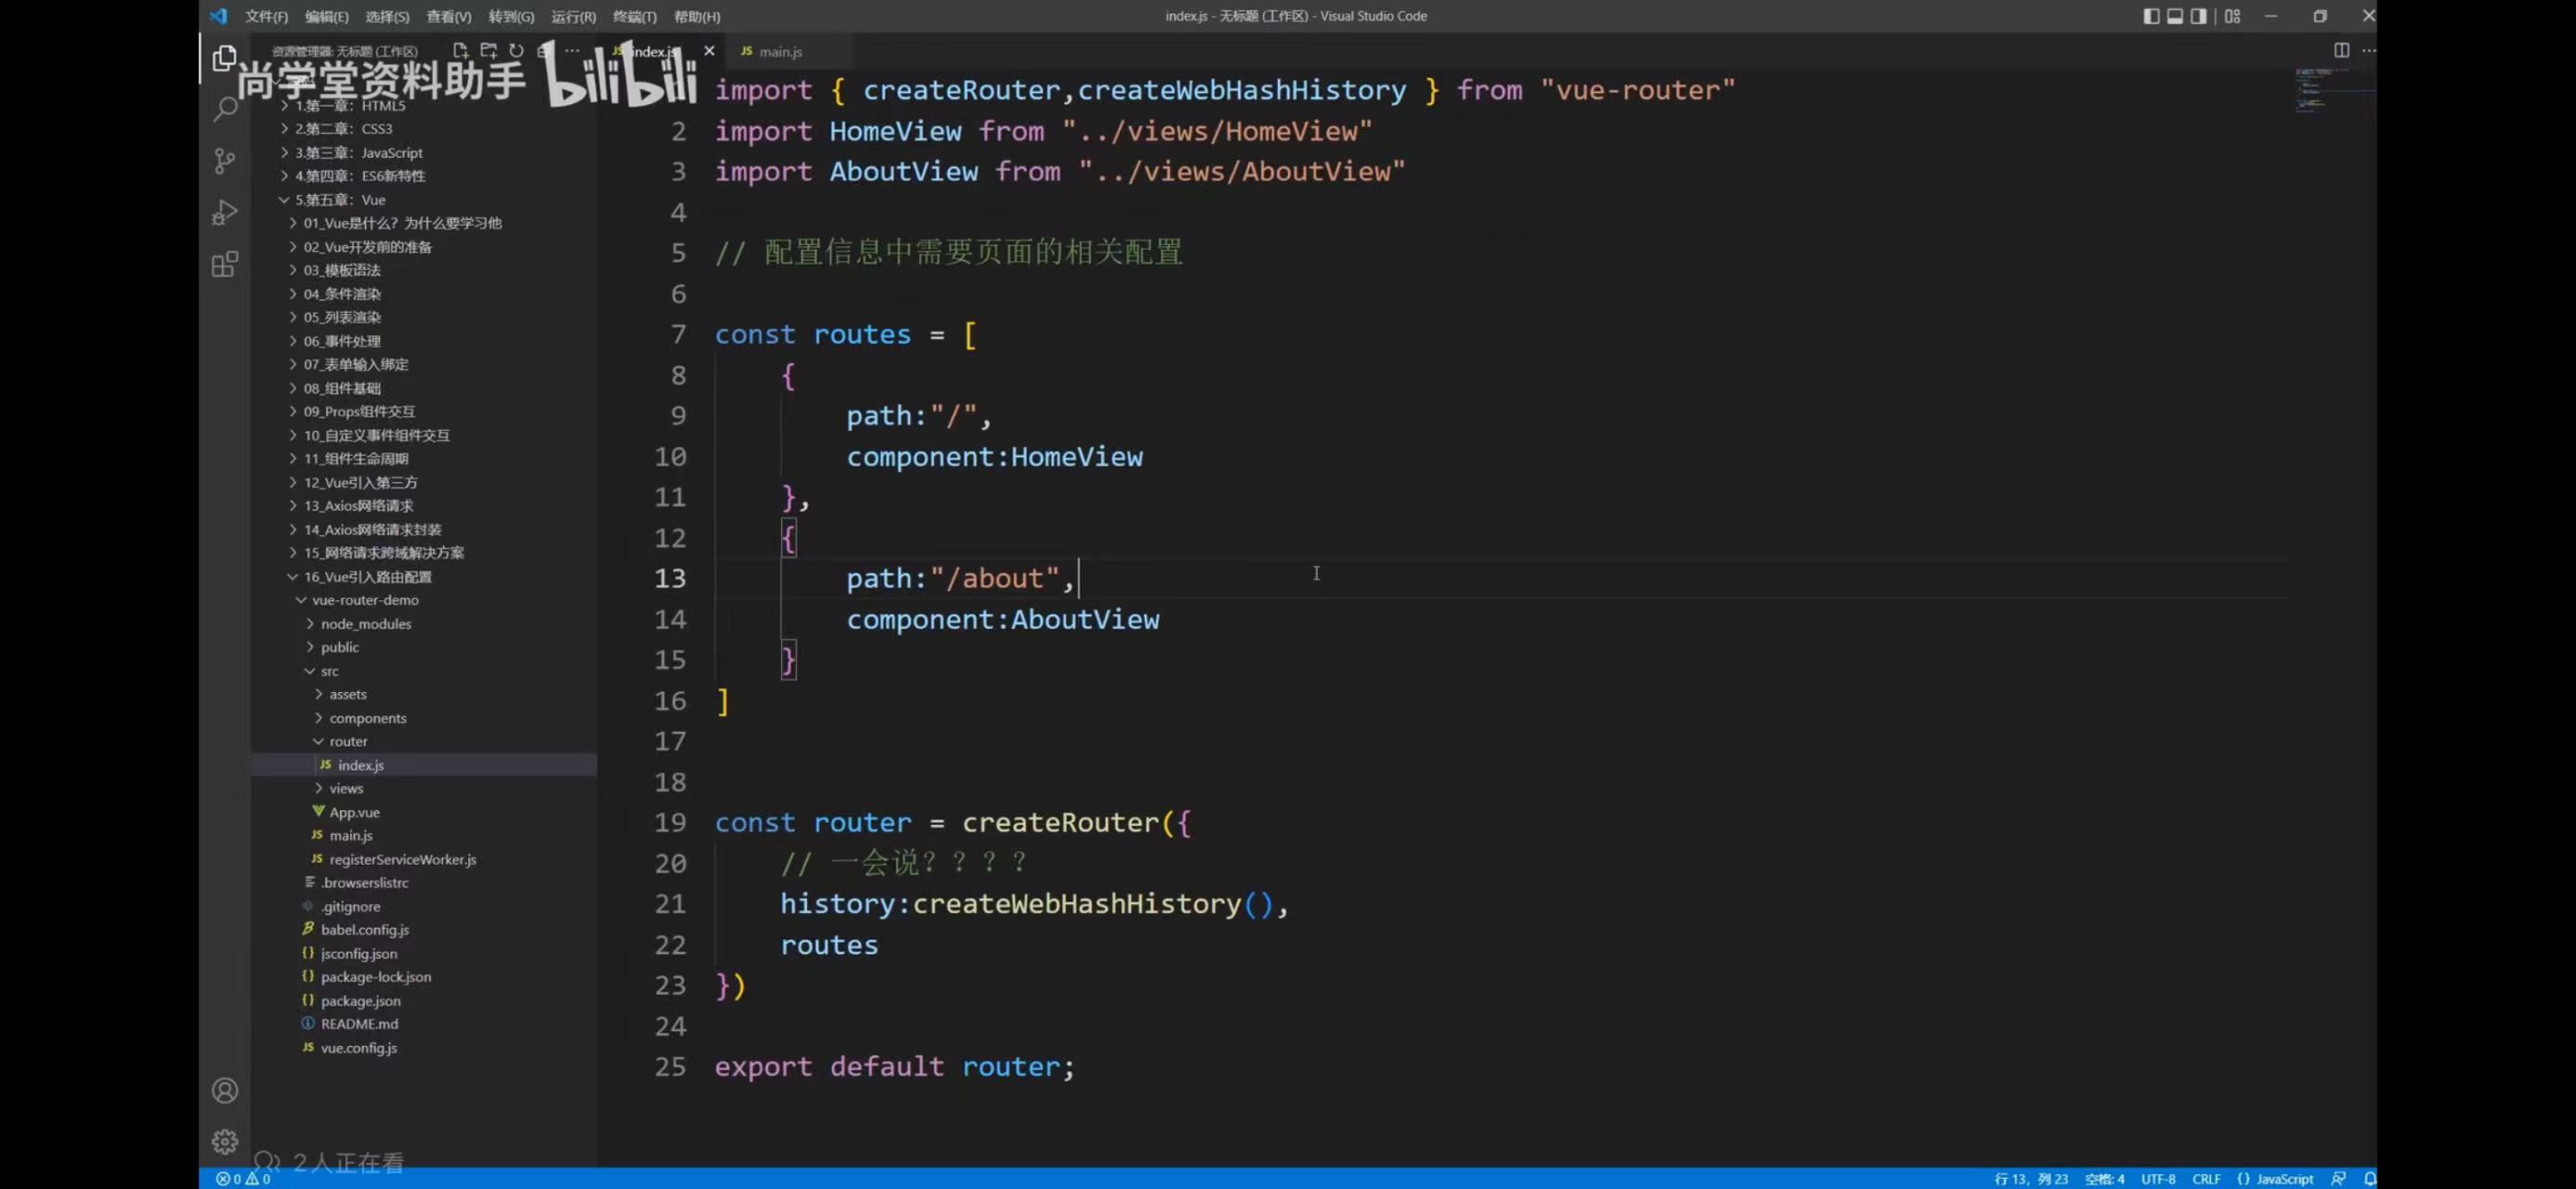 文件(F) 编辑(E) 选择(S) 查看(V) 转到(G) 运行(R) 终端(T) 帮助(H)
index.js - 无标题 (工作区) - Visual Studio Code
资源管理器: 无标题 (工作区)
JS index.js
JS main.js
尚学堂资料助手 bilibili
1.第一章：HTML5
2.第二章：CSS3
3.第三章：JavaScript
4.第四章：ES6新特性
5.第五章：Vue
01_Vue是什么？为什么要学习他
02_Vue开发前的准备
03_模板语法
04_条件渲染
05_列表渲染
06_事件处理
07_表单输入绑定
08_组件基础
09_Props组件交互
10_自定义事件组件交互
11_组件生命周期
12_Vue引入第三方
13_Axios网络请求
14_Axios网络请求封装
15_网络请求跨域解决方案
16_Vue引入路由配置
vue-router-demo
node_modules
public
src
assets
components
router
JS index.js
views
App.vue
JS main.js
JS registerServiceWorker.js
.browserslistrc
.gitignore
babel.config.js
{} jsconfig.json
{} package-lock.json
{} package.json
README.md
JS vue.config.js
import { createRouter,createWebHashHistory } from "vue-router"
2 import HomeView from "../views/HomeView"
3 import AboutView from "../views/AboutView"
4
5 // 配置信息中需要页面的相关配置
6
7 const routes = [
8 {
9 path:"/",
10 component:HomeView
11 },
12 {
13 path:"/about",
14 component:AboutView
15 }
16 ]
17
18
19 const router = createRouter({
20 // 一会说？？？？
21 history:createWebHashHistory(),
22 routes
23 })
24
25 export default router;
2人正在看
0 0
行 13，列 23 空格: 4 UTF-8 CRLF {} JavaScript